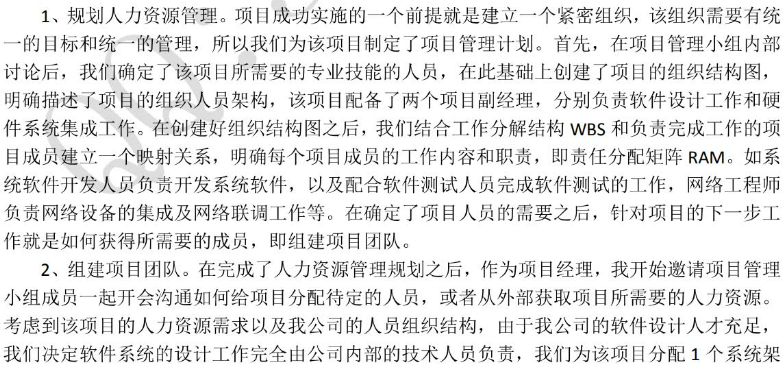 1、规划人力资源管理。项目成功实施的一个前提就是建立一个紧密组织，该组织需要有统
一的目标和统一的管理，所以我们为该项目制定了项目管理计划。首先，在项目管理小组内部
讨论后，我们确定了该项目所需要的专业技能的人员，在此基础上创建了项目的组织结构图，
明确描述了项目的组织人员架构，该项目配备了两个项目副经理，分别负责软件设计工作和硬
件系统集成工作。在创建好组织结构图之后，我们结合工作分解结构 WBS 和负责完成工作的项
目成员建立一个映射关系，明确每个项目成员的工作内容和职责，即责任分配矩阵 RAM。如系
统软件开发人员负责开发系统软件，以及配合软件测试人员完成软件测试的工作，网络工程师
负责网络设备的集成及网络联调工作等。在确定了项目人员的需要之后，针对项目的下一步工
作就是如何获得所需要的成员，即组建项目团队。
2、组建项目团队。在完成了人力资源管理规划之后，作为项目经理，我开始邀请项目管理
小组成员一起开会沟通如何给项目分配待定的人员，或者从外部获取项目所需要的人力资源。
考虑到该项目的人力资源需求以及我公司的人员组织结构，由于我公司的软件设计人才充足，
我们决定软件系统的设计工作完全由公司内部的技术人员负责，我们为该项目分配 1 个系统架